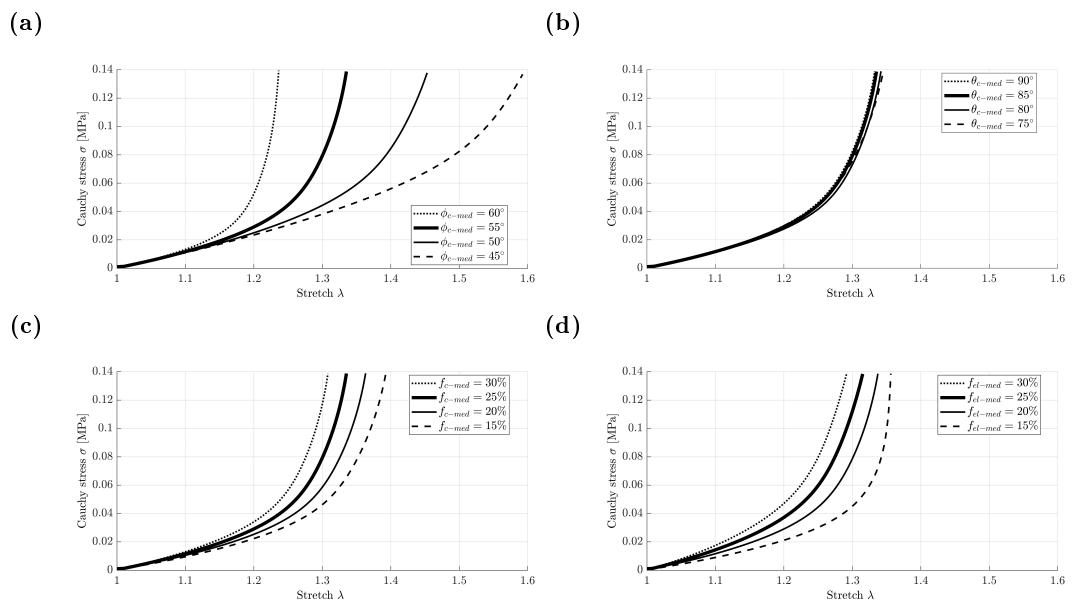 (a)
0.14
0.12
0.1
0.08
0.06
0.04
0.02
0
Cauchy stress σ [MPa]
ϕc−med = 60°
ϕc−med = 55°
ϕc−med = 50°
ϕc−med = 45°
1 1.1 1.2 1.3 1.4 1.5 1.6
Stretch λ
(b)
0.14
0.12
0.1
0.08
0.06
0.04
0.02
0
Cauchy stress σ [MPa]
θc−med = 90°
θc−med = 85°
θc−med = 80°
θc−med = 75°
1 1.1 1.2 1.3 1.4 1.5 1.6
Stretch λ
(c)
0.14
0.12
0.1
0.08
0.06
0.04
0.02
0
Cauchy stress σ [MPa]
fc−med = 30%
fc−med = 25%
fc−med = 20%
fc−med = 15%
1 1.1 1.2 1.3 1.4 1.5 1.6
Stretch λ
(d)
0.14
0.12
0.1
0.08
0.06
0.04
0.02
0
Cauchy stress σ [MPa]
fel−med = 30%
fel−med = 25%
fel−med = 20%
fel−med = 15%
1 1.1 1.2 1.3 1.4 1.5 1.6
Stretch λ